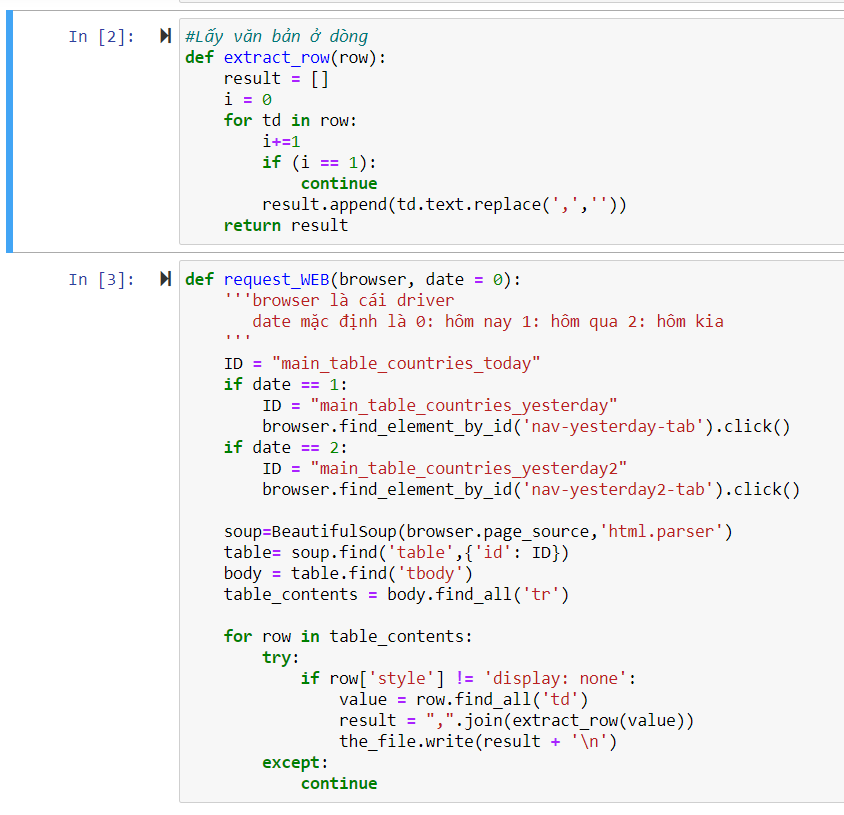 In [2]:
#Lấy văn bản ở dòng
def extract_row(row):
    result = []
    i = 0
    for td in row:
        i+=1
        if (i == 1):
            continue
        result.append(td.text.replace(',',''))
    return result
In [3]:
def request_WEB(browser, date = 0):
    '''browser là cái driver
       date mặc định là 0: hôm nay 1: hôm qua 2: hôm kia
    '''
    ID = "main_table_countries_today"
    if date == 1:
        ID = "main_table_countries_yesterday"
        browser.find_element_by_id('nav-yesterday-tab').click()
    if date == 2:
        ID = "main_table_countries_yesterday2"
        browser.find_element_by_id('nav-yesterday2-tab').click()
    soup=BeautifulSoup(browser.page_source,'html.parser')
    table= soup.find('table',{'id': ID})
    body = table.find('tbody')
    table_contents = body.find_all('tr')
    for row in table_contents:
        try:
            if row['style'] != 'display: none':
                value = row.find_all('td')
                result = ",".join(extract_row(value))
                the_file.write(result + '\n')
        except:
            continue